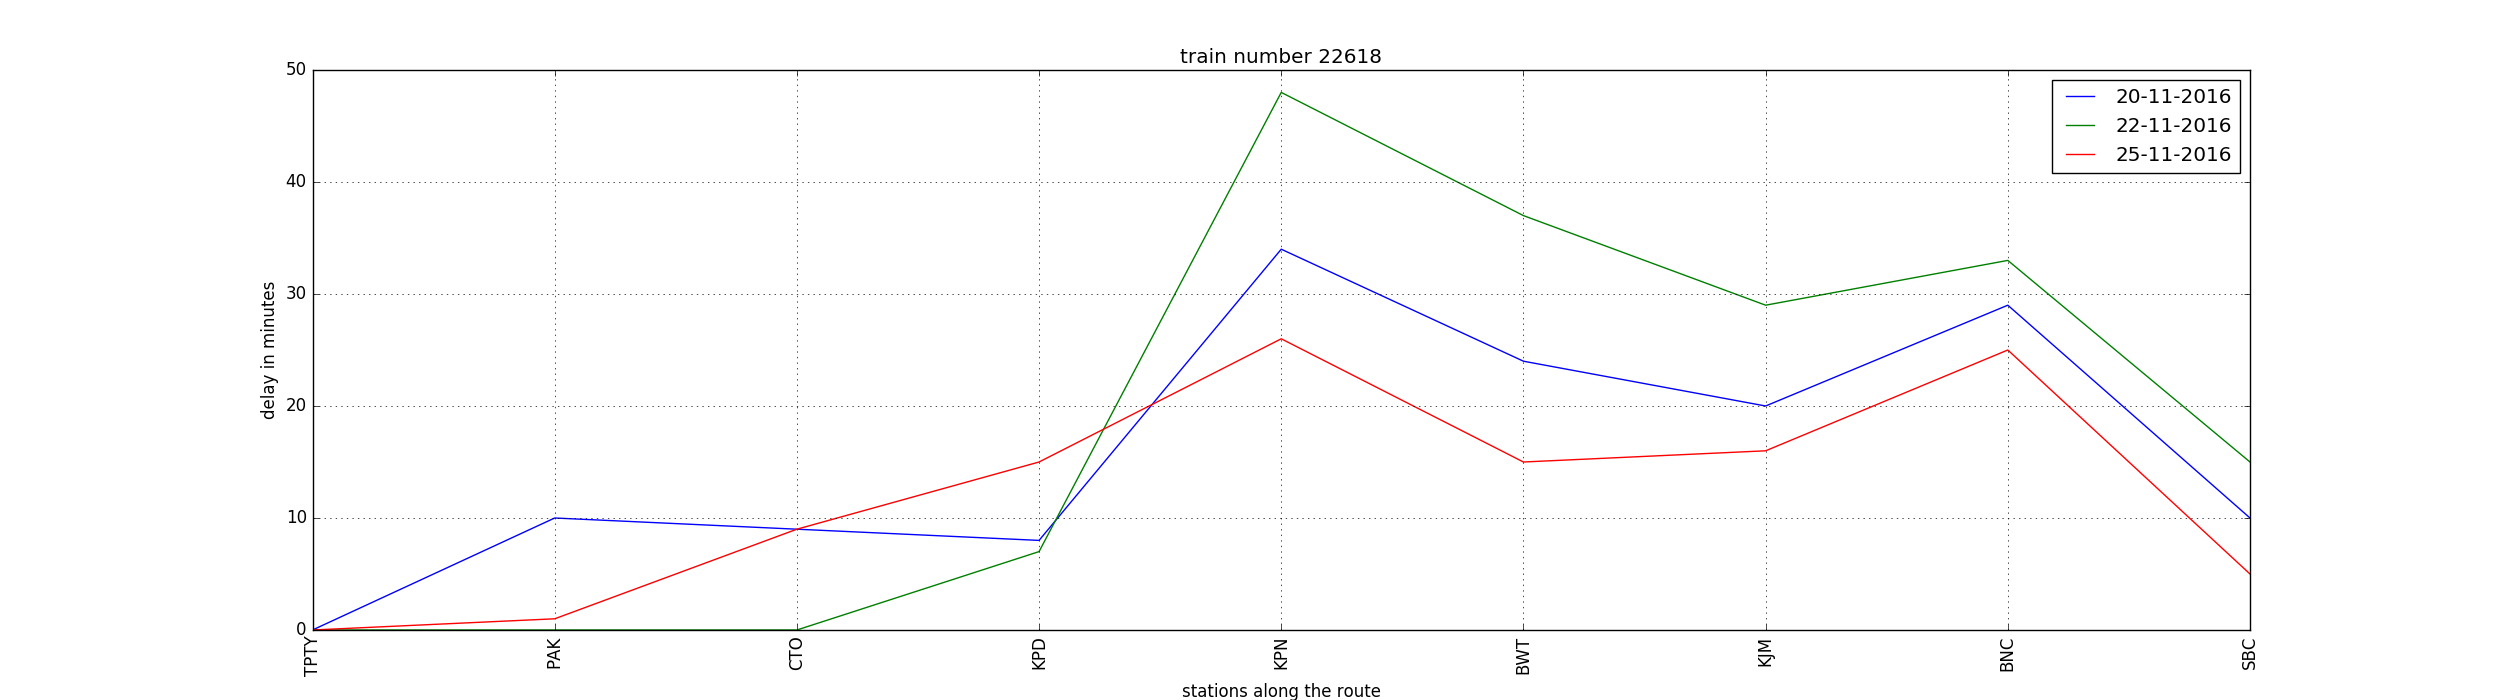 train number 22618
50
40
30
20
10
0
delay in minutes
20-11-2016
22-11-2016
25-11-2016
TPTY
PAK
CTO
KPD
KPN
BWT
KJM
BNC
SBC
stations along the route